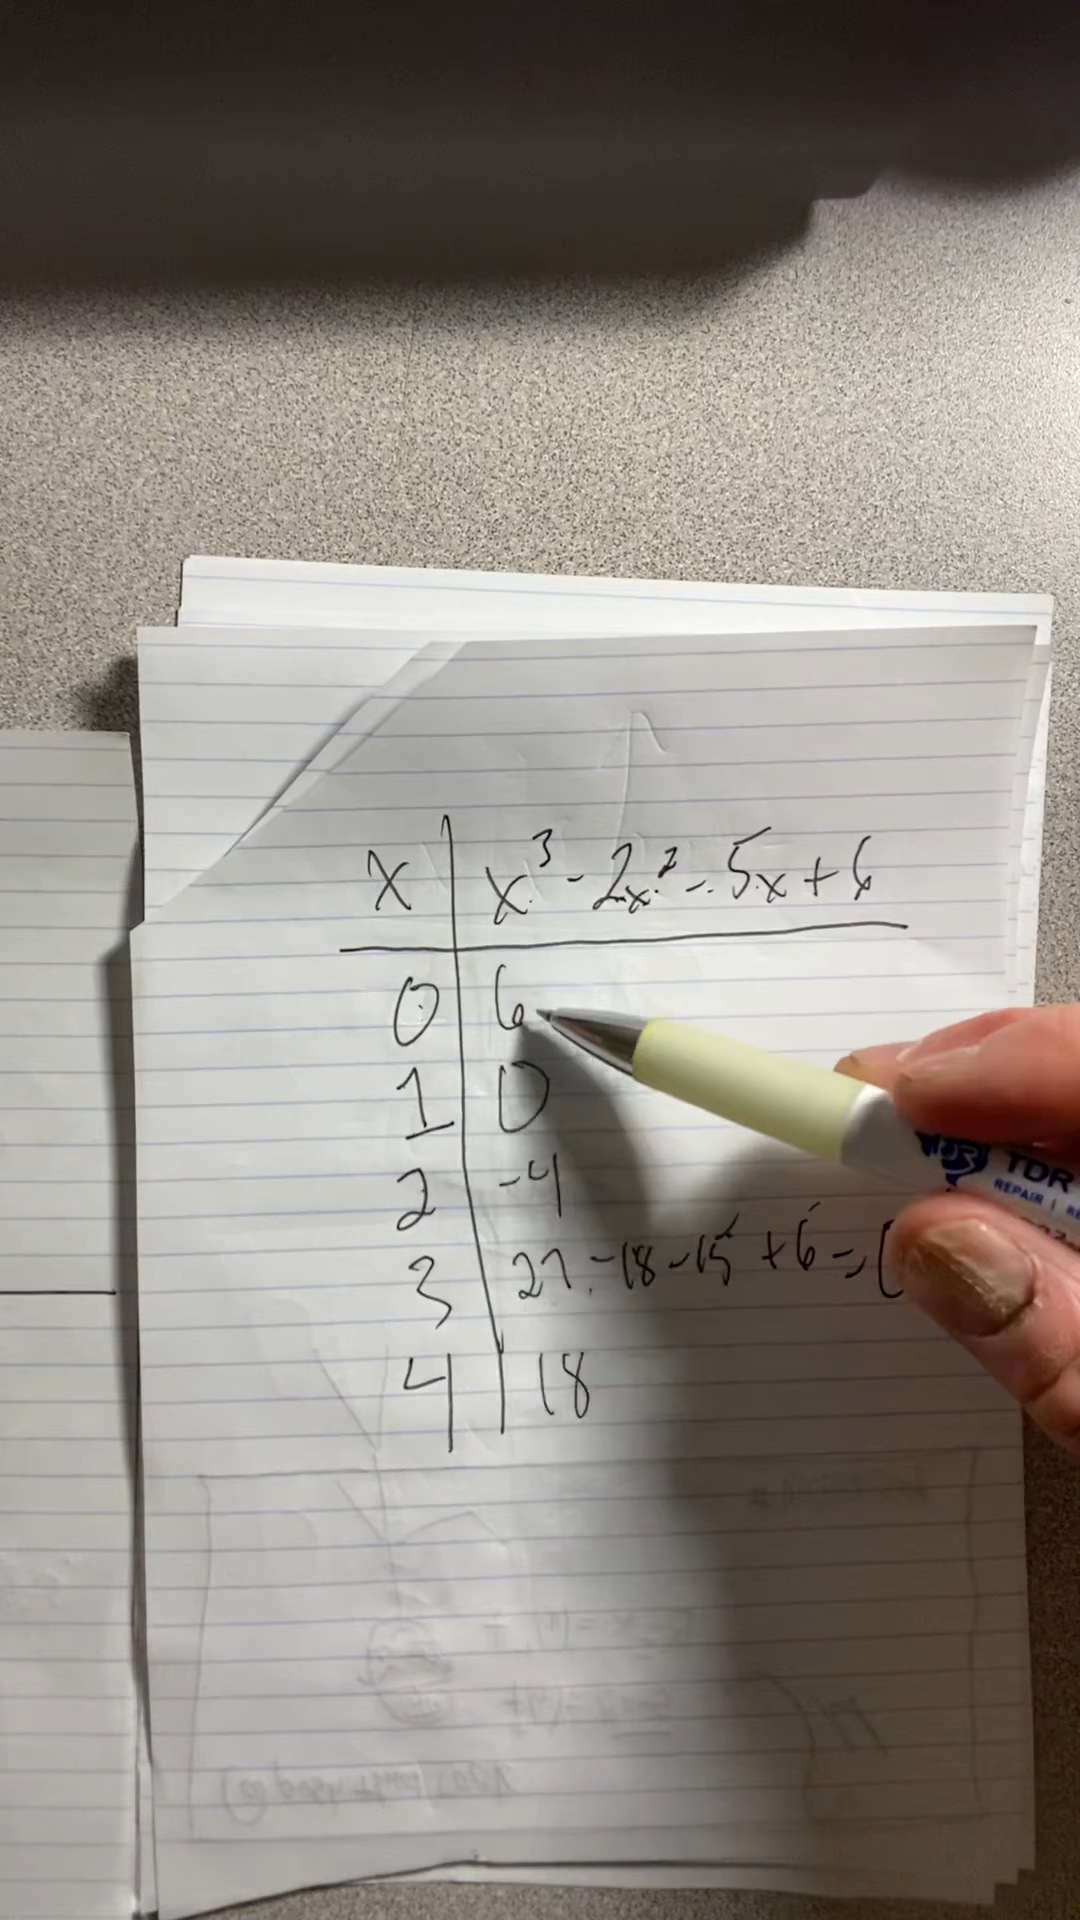 x | x³ - 2x² - 5x + 6
0 | 6
1 | 0
2 | -4
3 | 27 - 18 - 15 + 6 =
4 | 18
TDR
REPAIR |